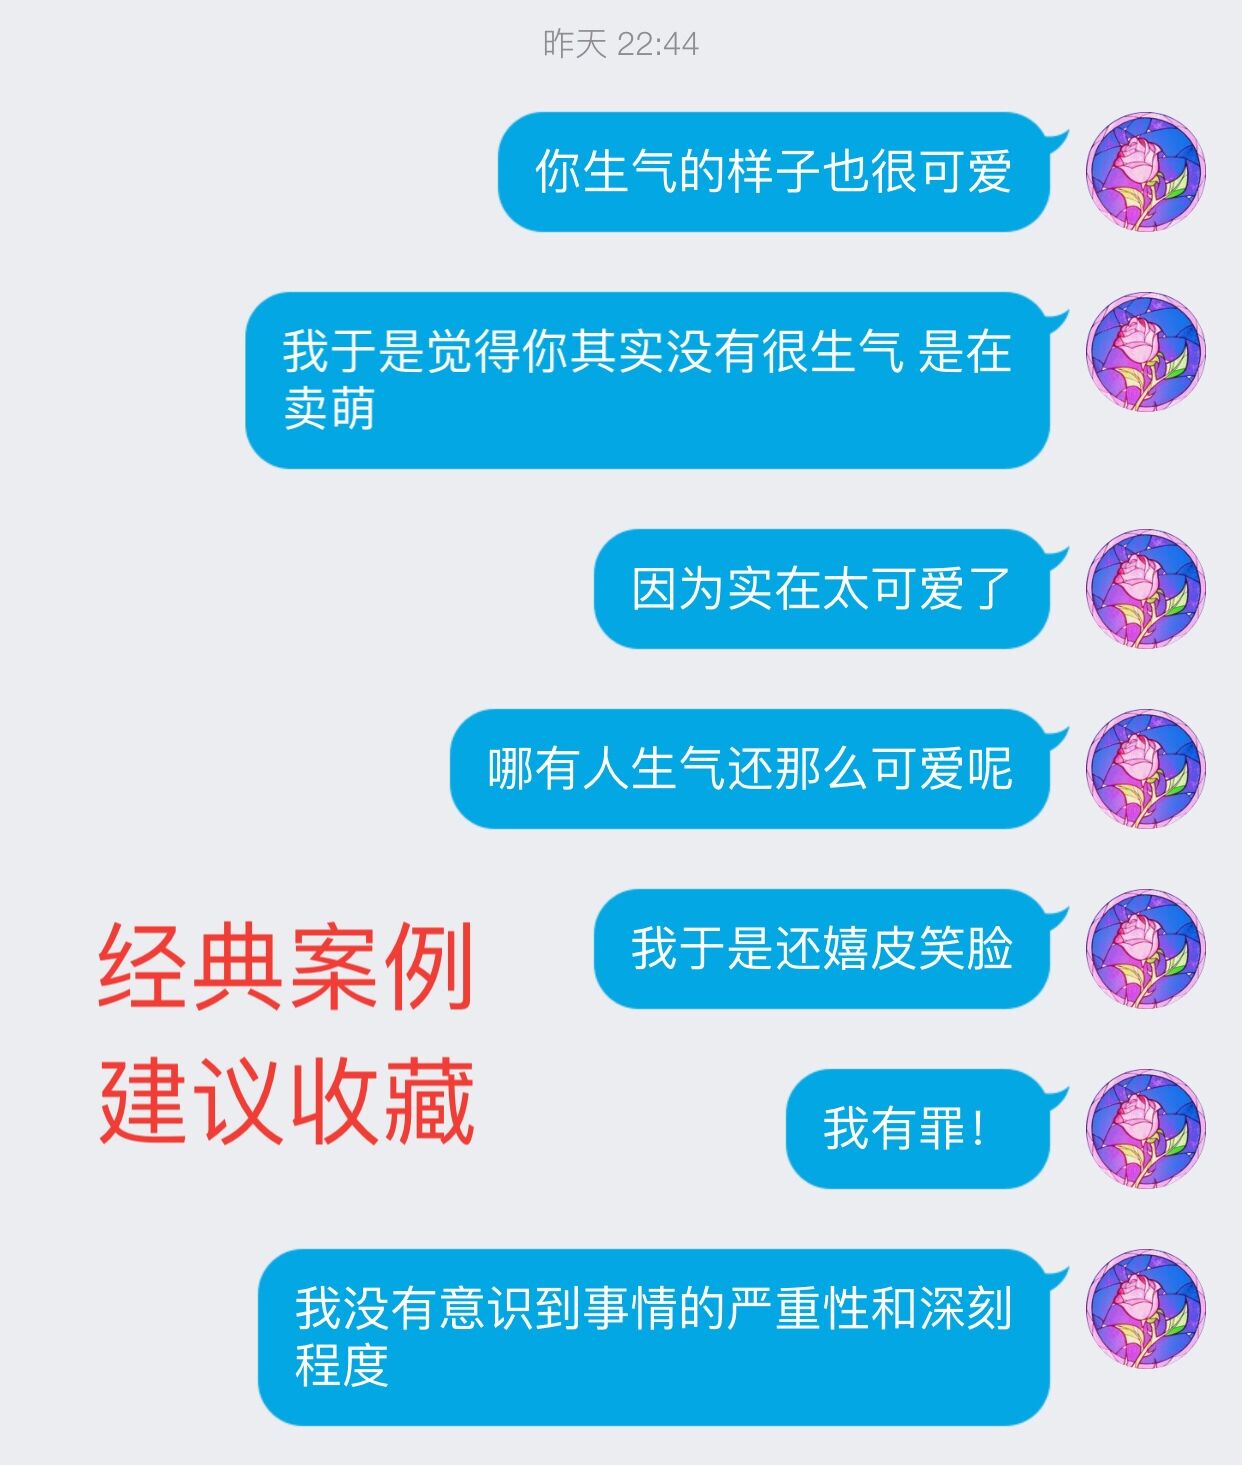 昨天 22:44
你生气的样子也很可爱
我于是觉得你其实没有很生气 是在
卖萌
因为实在太可爱了
哪有人生气还那么可爱呢
我于是还嬉皮笑脸
经典案例
建议收藏
我有罪！
我没有意识到事情的严重性和深刻
程度